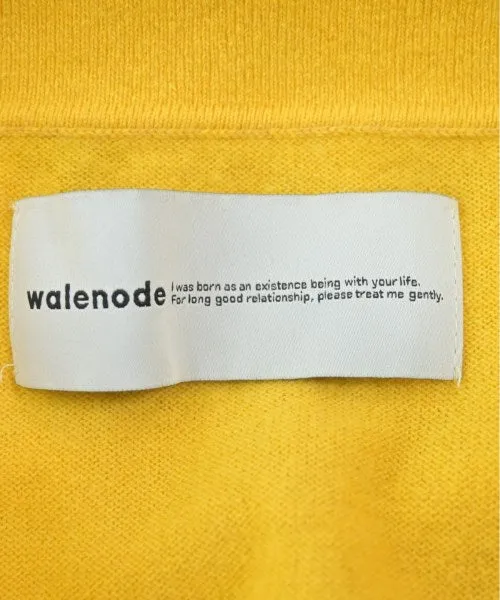 walenode
I was born as an existence being with your life.
For long good relationship, please treat me gently.